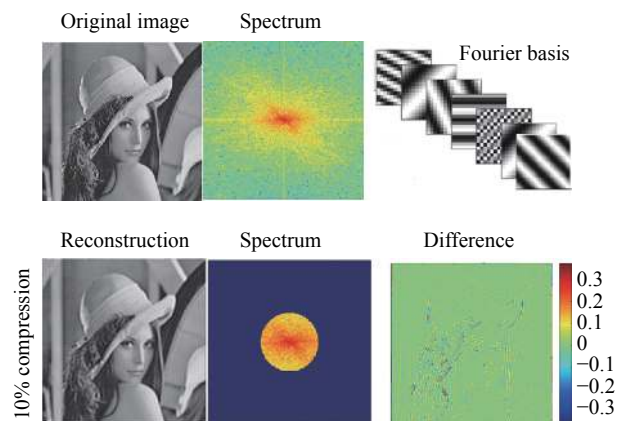 Original image
Spectrum
Fourier basis
Reconstruction
Spectrum
Difference
10% compression
0.3
0.2
0.1
0
−0.1
−0.2
−0.3